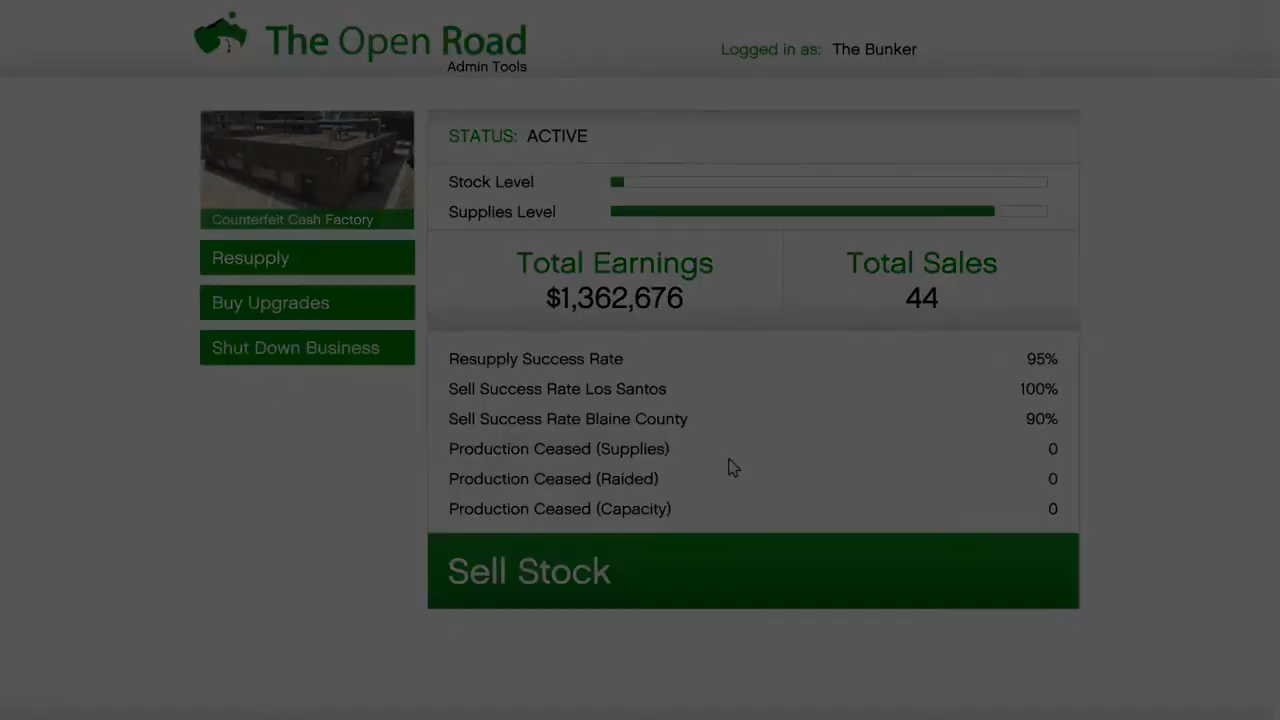 The Open Road
Admin Tools
Logged in as: The Bunker
Counterfeit Cash Factory
Resupply
Buy Upgrades
Shut Down Business
STATUS: ACTIVE
Stock Level
Supplies Level
Total Earnings
$1,362,676
Total Sales
44
Resupply Success Rate 95%
Sell Success Rate Los Santos 100%
Sell Success Rate Blaine County 90%
Production Ceased (Supplies) 0
Production Ceased (Raided) 0
Production Ceased (Capacity) 0
Sell Stock